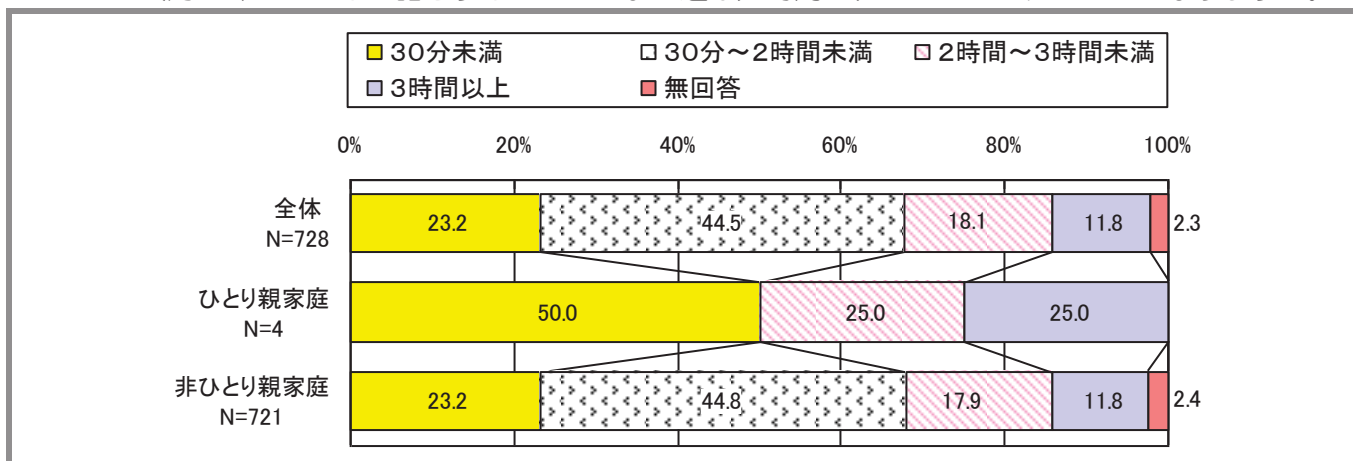 30分未満 30分～2時間未満 2時間～3時間未満
3時間以上 無回答
0% 20% 40% 60% 80% 100%
全体
N=728
23.2 44.5 18.1 11.8 2.3
ひとり親家庭
N=4
50.0 25.0 25.0
非ひとり親家庭
N=721
23.2 44.8 17.9 11.8 2.4